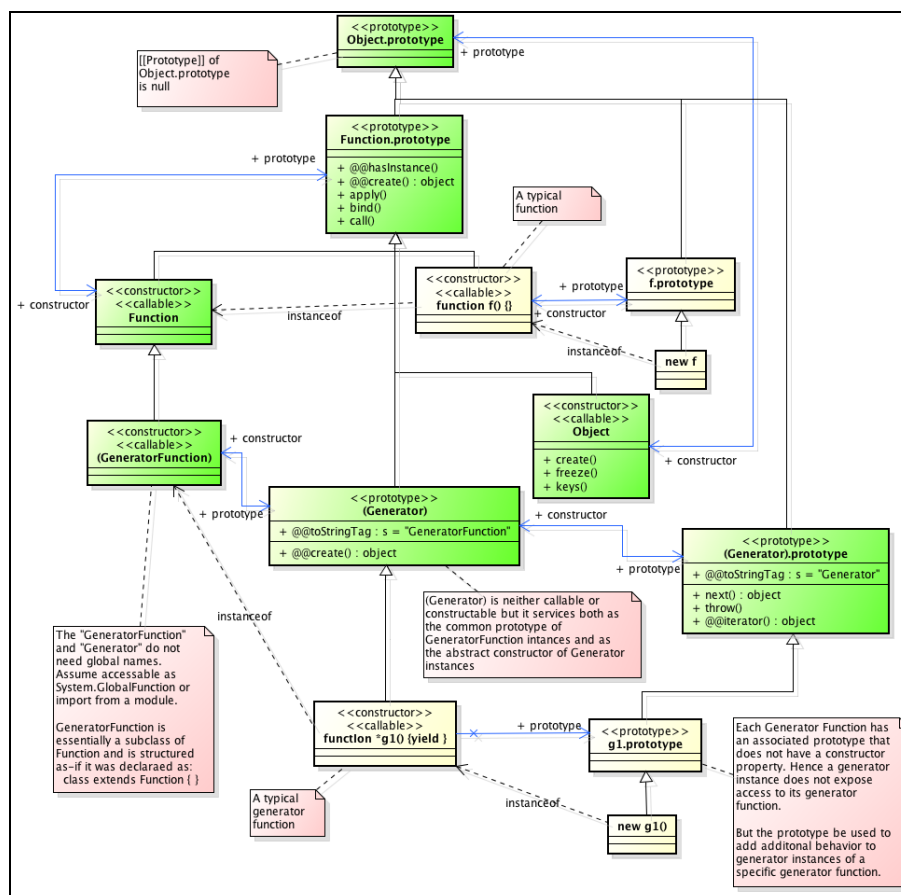 <<prototype>>
Object.prototype
+ prototype
[[Prototype]] of
Object.prototype
is null
<<prototype>>
Function.prototype
+ @@hasInstance()
+ @@create() : object
+ apply()
+ bind()
+ call()
+ prototype
+ constructor
A typical
function
<<constructor>>
<<callable>>
Function
instanceof
<<constructor>>
<<callable>>
function f() {}
+ prototype
+ constructor
<<prototype>>
f.prototype
instanceof
new f
<<constructor>>
<<callable>>
Object
+ create()
+ freeze()
+ keys()
+ constructor
<<constructor>>
<<callable>>
(GeneratorFunction)
+ constructor
+ prototype
<<prototype>>
(Generator)
+ @@toStringTag : s = "GeneratorFunction"
+ @@create() : object
+ constructor
+ prototype
<<prototype>>
(Generator).prototype
+ @@toStringTag : s = "Generator"
+ next() : object
+ throw()
+ @@iterator() : object
instanceof
(Generator) is neither callable or
constructable but it services both as
the common prototype of
GeneratorFunction intances and as
the abstract constructor of Generator
instances
The "GeneratorFunction"
and "Generator" do not
need global names.
Assume accessable as
System.GlobalFunction or
import from a module.
GeneratorFunction is
essentially a subclass of
Function and is structured
as-if it was declaraed as:
class extends Function { }
<<constructor>>
<<callable>>
function *g1() {yield }
+ prototype
<<prototype>>
g1.prototype
A typical
generator
function
instanceof
new g1()
Each Generator Function has
an associated prototype that
does not have a constructor
property. Hence a generator
instance does not expose
access to its generator
function.
But the prototype be used to
add additonal behavior to
generator instances of a
specific generator function.